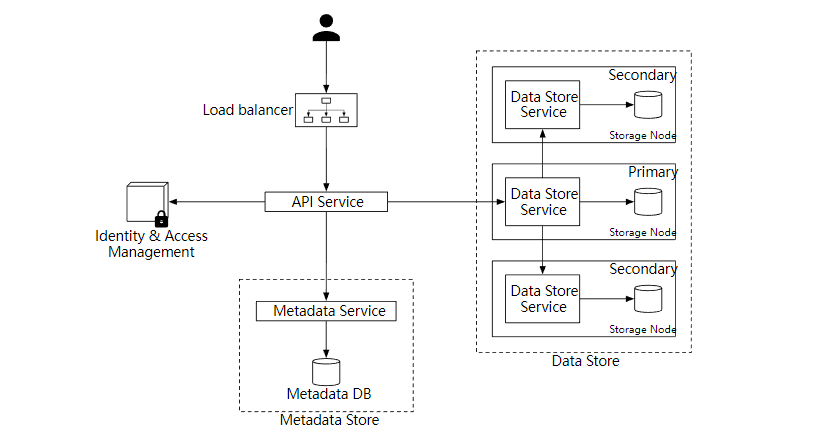 Load balancer
API Service
Identity & Access
Management
Metadata Service
Metadata DB
Metadata Store
Secondary
Data Store
Service
Storage Node
Primary
Data Store
Service
Storage Node
Secondary
Data Store
Service
Storage Node
Data Store